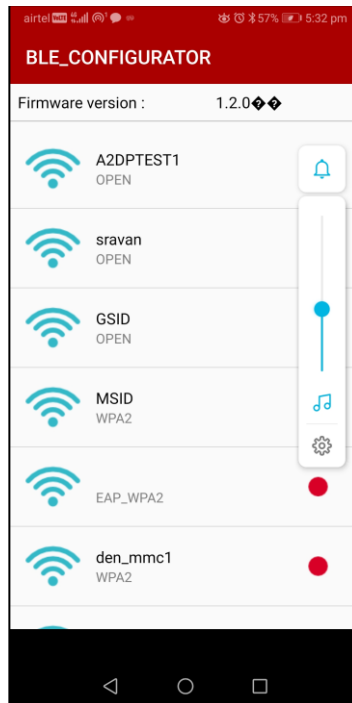 airtel 57% 5:32 pm
BLE_CONFIGURATOR
Firmware version : 1.2.0��
A2DPTEST1
OPEN
sravan
OPEN
GSID
OPEN
MSID
WPA2
EAP_WPA2
den_mmc1
WPA2